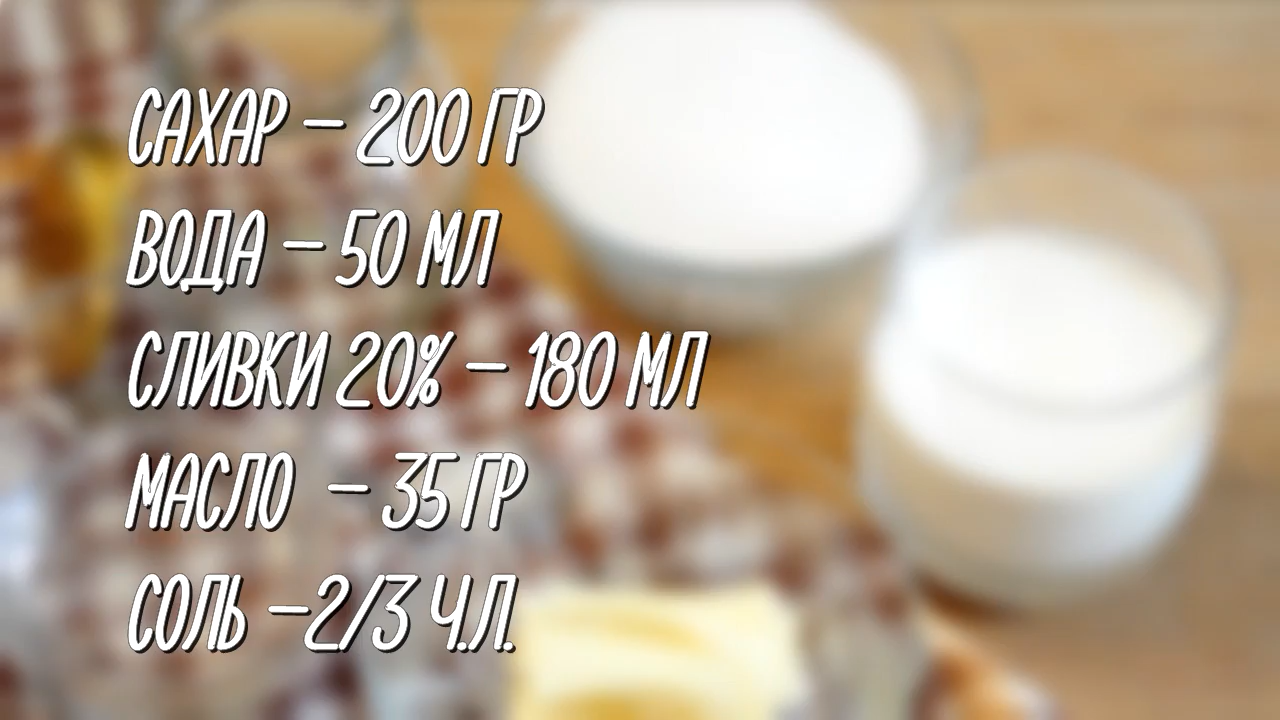 САХАР – 200 ГР
ВОДА – 50 МЛ
СЛИВКИ 20% – 180 МЛ
МАСЛО – 35 ГР
СОЛЬ –2/3 Ч.Л.